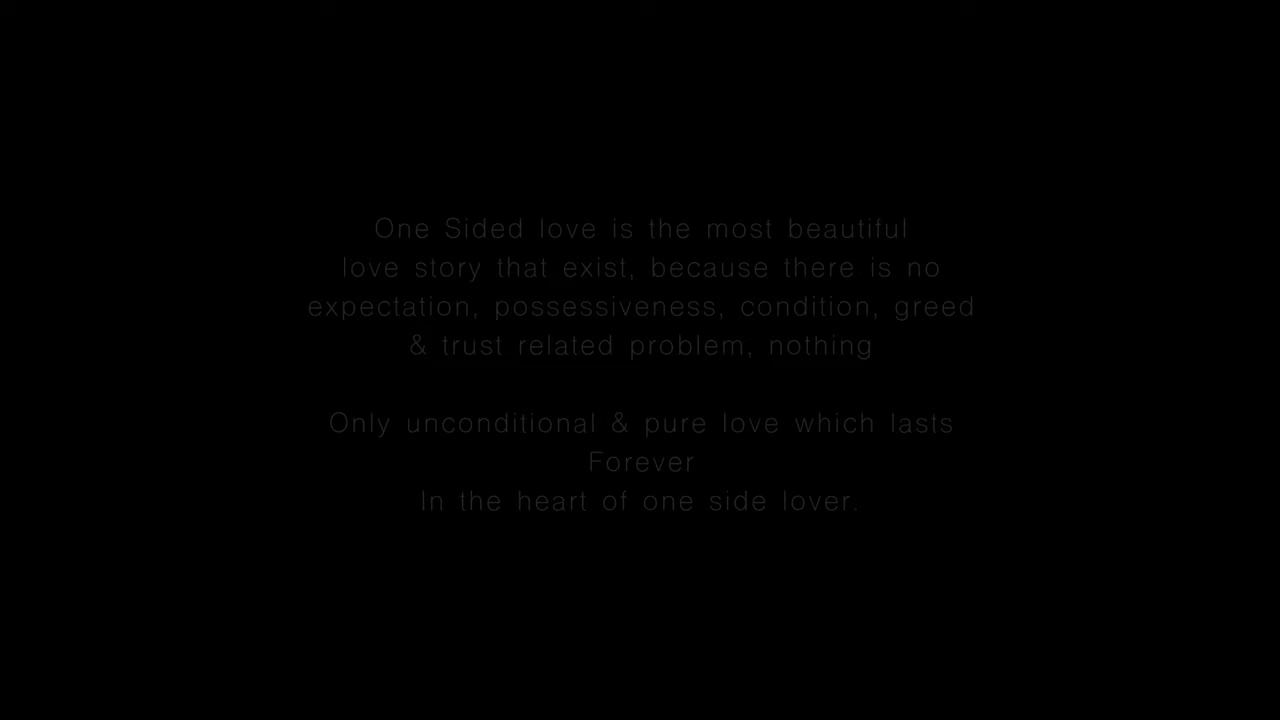 One Sided love is the most beautiful
love story that exist, because there is no
expectation, possessiveness, condition, greed
& trust related problem, nothing
Only unconditional & pure love which lasts
Forever
In the heart of one side lover.